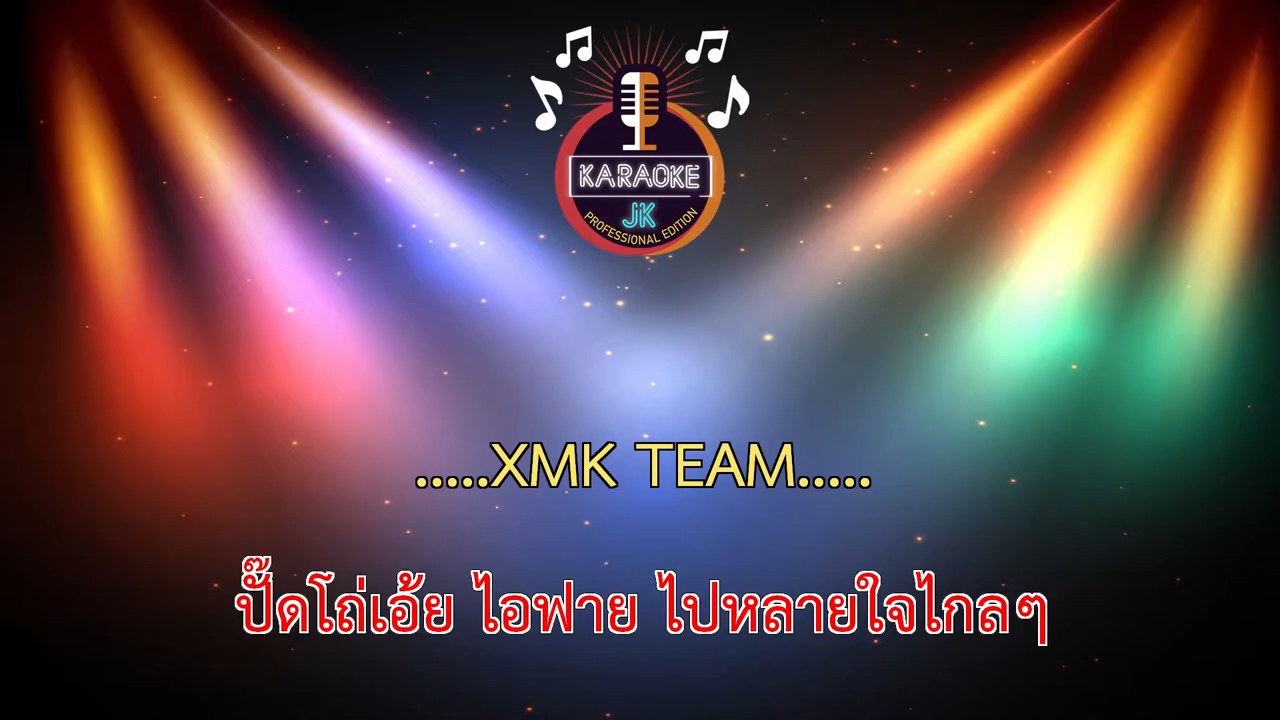 KARAOKE
JK
PROFESSIONAL EDITION
.....XMK TEAM.....
ปั๊ดโถ่เอ้ย ไอฟาย ไปหลายใจไกลๆ